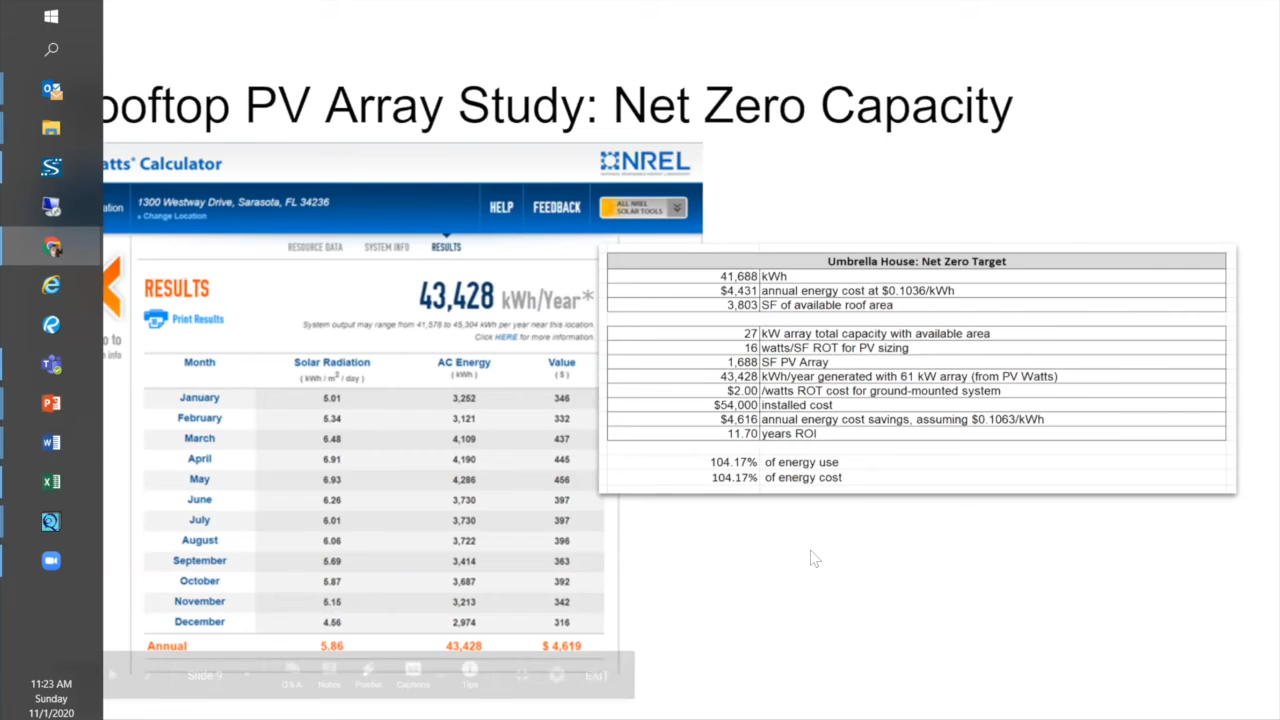 ooftop PV Array Study: Net Zero Capacity
atts® Calculator
NREL
ation
1300 Westway Drive, Sarasota, FL 34236
» Change Location
HELP
FEEDBACK
ALL NREL
SOLAR TOOLS
RESOURCE DATA
SYSTEM INFO
RESULTS
RESULTS
43,428 kWh/Year*
Print Results
System output may range from 41,578 to 45,304 kWh per year near this location.
Click HERE for more information.
o to
info
Month Solar Radiation AC Energy Value
( kWh / m² / day ) ( kWh ) ( $ )
January 5.01 3,252 346
February 5.34 3,121 332
March 6.48 4,109 437
April 6.91 4,190 445
May 6.93 4,286 456
June 6.26 3,730 397
July 6.01 3,730 397
August 6.06 3,722 396
September 5.69 3,414 363
October 5.87 3,687 392
November 5.15 3,213 342
December 4.56 2,974 316
Annual 5.86 43,428 $ 4,619
Umbrella House: Net Zero Target
41,688 kWh
$4,431 annual energy cost at $0.1036/kWh
3,803 SF of available roof area
27 kW array total capacity with available area
16 watts/SF ROT for PV sizing
1,688 SF PV Array
43,428 kWh/year generated with 61 kW array (from PV Watts)
$2.00 /watts ROT cost for ground-mounted system
$54,000 installed cost
$4,616 annual energy cost savings, assuming $0.1063/kWh
11.70 years ROI
104.17% of energy use
104.17% of energy cost
Slide 9
Q & A
Notes
Pointer
Captions
Tips
EXIT
11:23 AM
Sunday
11/1/2020